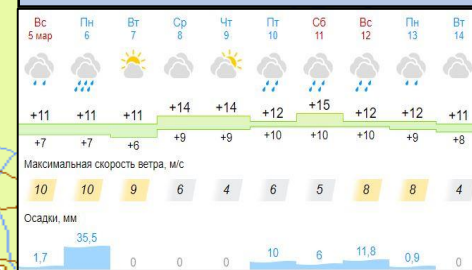 Вс Пн Вт Ср Чт Пт Сб Вс Пн Вт
5 мар 6 7 8 9 10 11 12 13 14
+11 +11 +11 +14 +14 +12 +15 +12 +12 +11
+7 +7 +6 +9 +9 +10 +10 +10 +9 +8
Максимальная скорость ветра, м/с
10 10 9 6 4 6 5 8 8 4
Осадки, мм
1,7 35,5 0 0 0 10 6 11,8 0,9 0